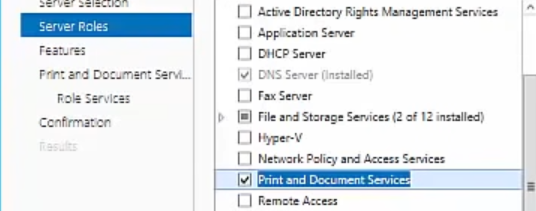 Server Selection
Server Roles
Features
Print and Document Servi...
Role Services
Confirmation
Results
Active Directory Rights Management Services
Application Server
DHCP Server
DNS Server (Installed)
Fax Server
File and Storage Services (2 of 12 installed)
Hyper-V
Network Policy and Access Services
Print and Document Services
Remote Access